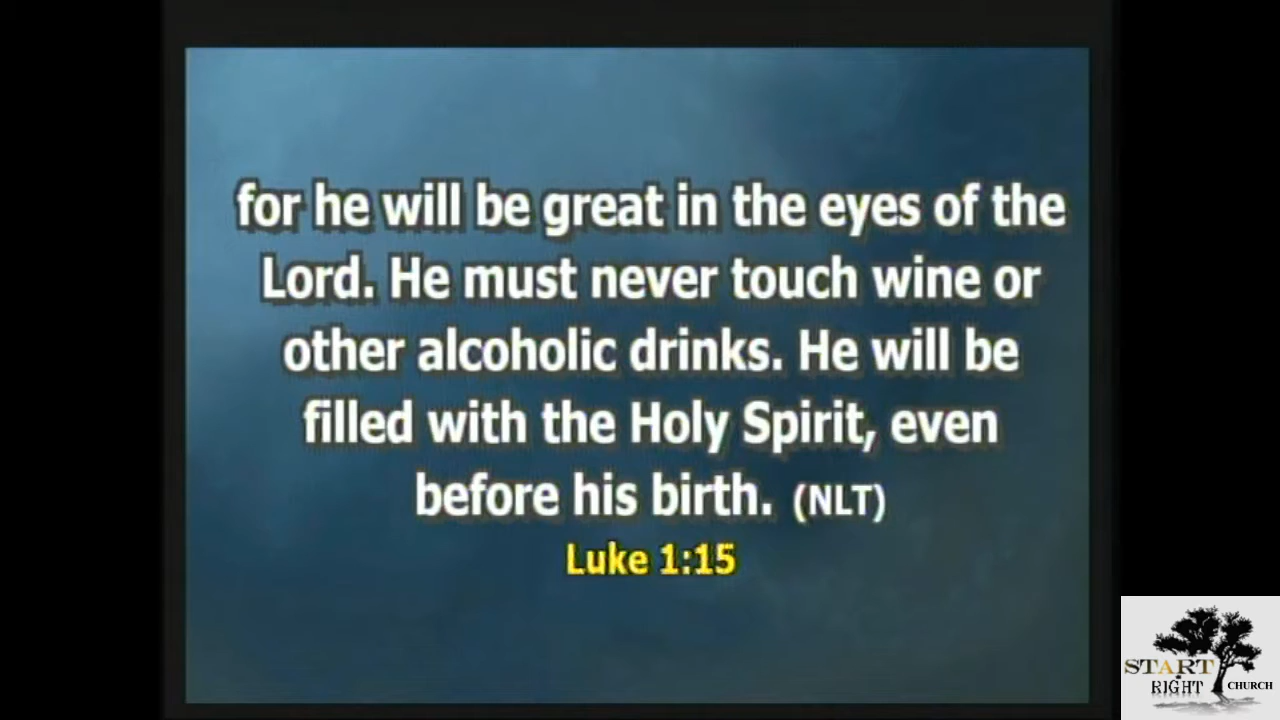 for he will be great in the eyes of the
Lord. He must never touch wine or
other alcoholic drinks. He will be
filled with the Holy Spirit, even
before his birth. (NLT)
Luke 1:15
START
RIGHT CHURCH